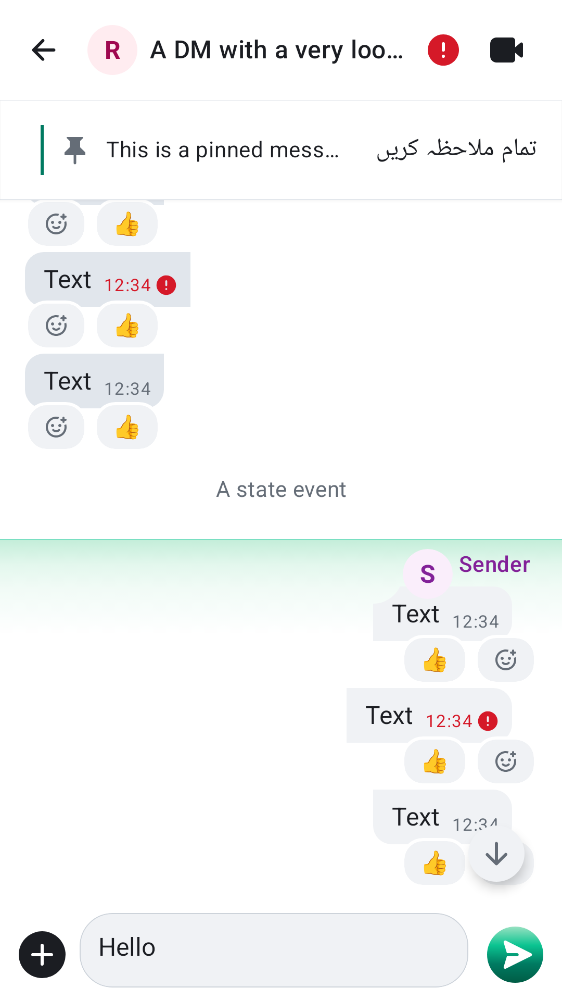 R A DM with a very loo…
This is a pinned mess… تمام ملاحظہ کریں
Text 12:34
Text 12:34
A state event
S Sender
Text 12:34
Text 12:34
Text 12:34
Hello